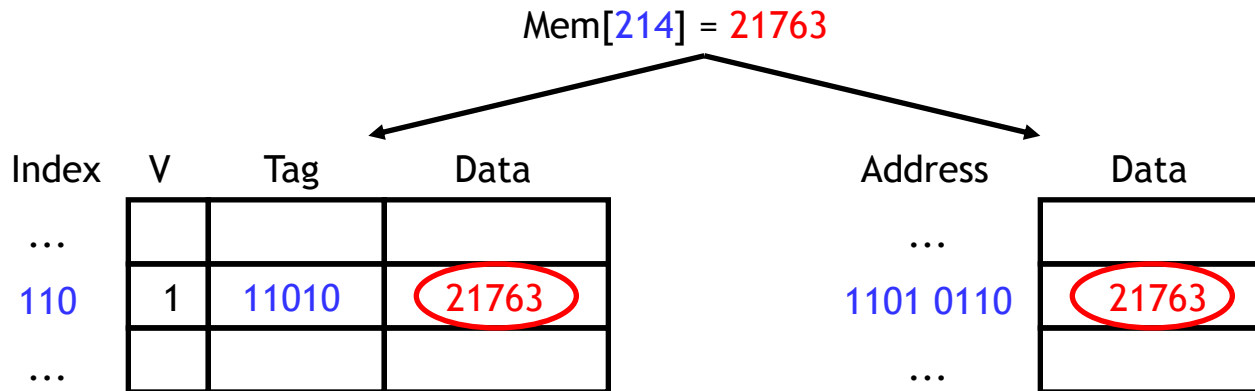 Mem[214] = 21763
Index V Tag Data Address Data
... ...
110 1 11010 21763 1101 0110 21763
... ...